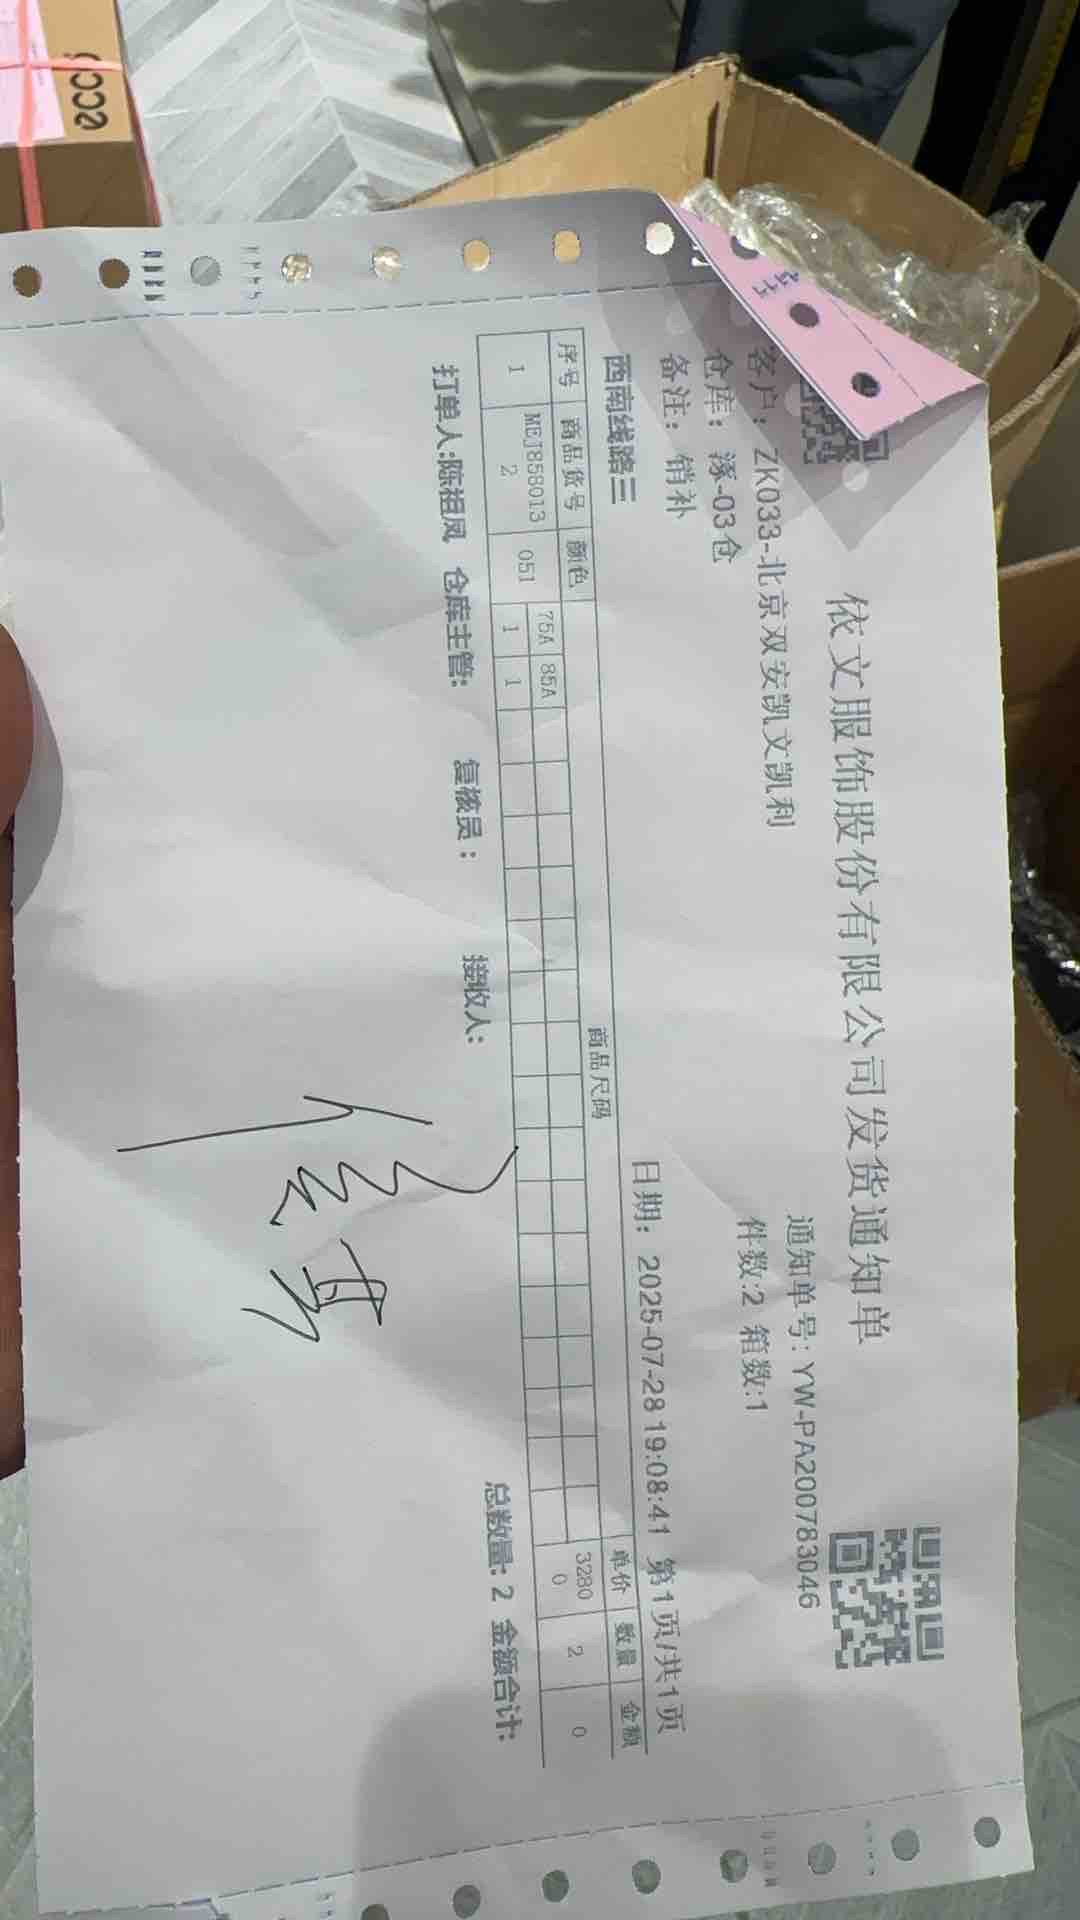 依文服饰股份有限公司发货通知单
客户：ZK033-北京双安凯文凯利
通知单号：YW-PA200783046
仓库：涿-03仓
件数:2 箱数:1
备注：销补
西南线路三
日期：2025-07-28 19:08:41 第1页/共1页
序号 商品货号 颜色 商品尺码 单价 数量 金额
75A 85A
1 MEJ858013 051 1 1 3280 2 0
2 0
打单人:陈祖凤 仓库主管: 复核员： 接收人: 总数量: 2 金额合计:
ecco